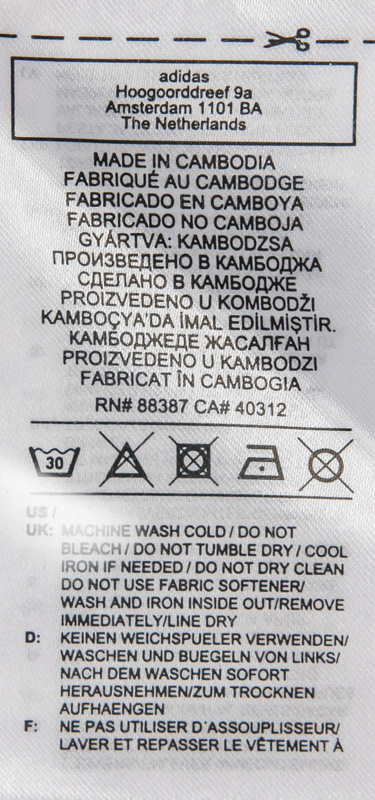 adidas
Hoogoorddreef 9a
Amsterdam 1101 BA
The Netherlands
MADE IN CAMBODIA
FABRIQUÉ AU CAMBODGE
FABRICADO EN CAMBOYA
FABRICADO NO CAMBOJA
GYÁRTVA: KAMBODZSA
ПРОИЗВЕДЕНО В КАМБОДЖА
СДЕЛАНО В КАМБОДЖЕ
PROIZVEDENO U KOMBODŽI
KAMBOÇYA'DA İMAL EDİLMİŞTİR.
КАМБОДЖЕДЕ ЖАСАЛҒАН
PROIZVEDENO U KAMBODZI
FABRICAT ÎN CAMBOGIA
RN# 88387 CA# 40312
30
US /
UK: MACHINE WASH COLD / DO NOT
BLEACH / DO NOT TUMBLE DRY / COOL
IRON IF NEEDED / DO NOT DRY CLEAN
DO NOT USE FABRIC SOFTENER/
WASH AND IRON INSIDE OUT/REMOVE
IMMEDIATELY/LINE DRY
D: KEINEN WEICHSPUELER VERWENDEN/
WASCHEN UND BUEGELN VON LINKS/
NACH DEM WASCHEN SOFORT
HERAUSNEHMEN/ZUM TROCKNEN
AUFHAENGEN
F: NE PAS UTILISER D'ASSOUPLISSEUR/
LAVER ET REPASSER LE VÊTEMENT À